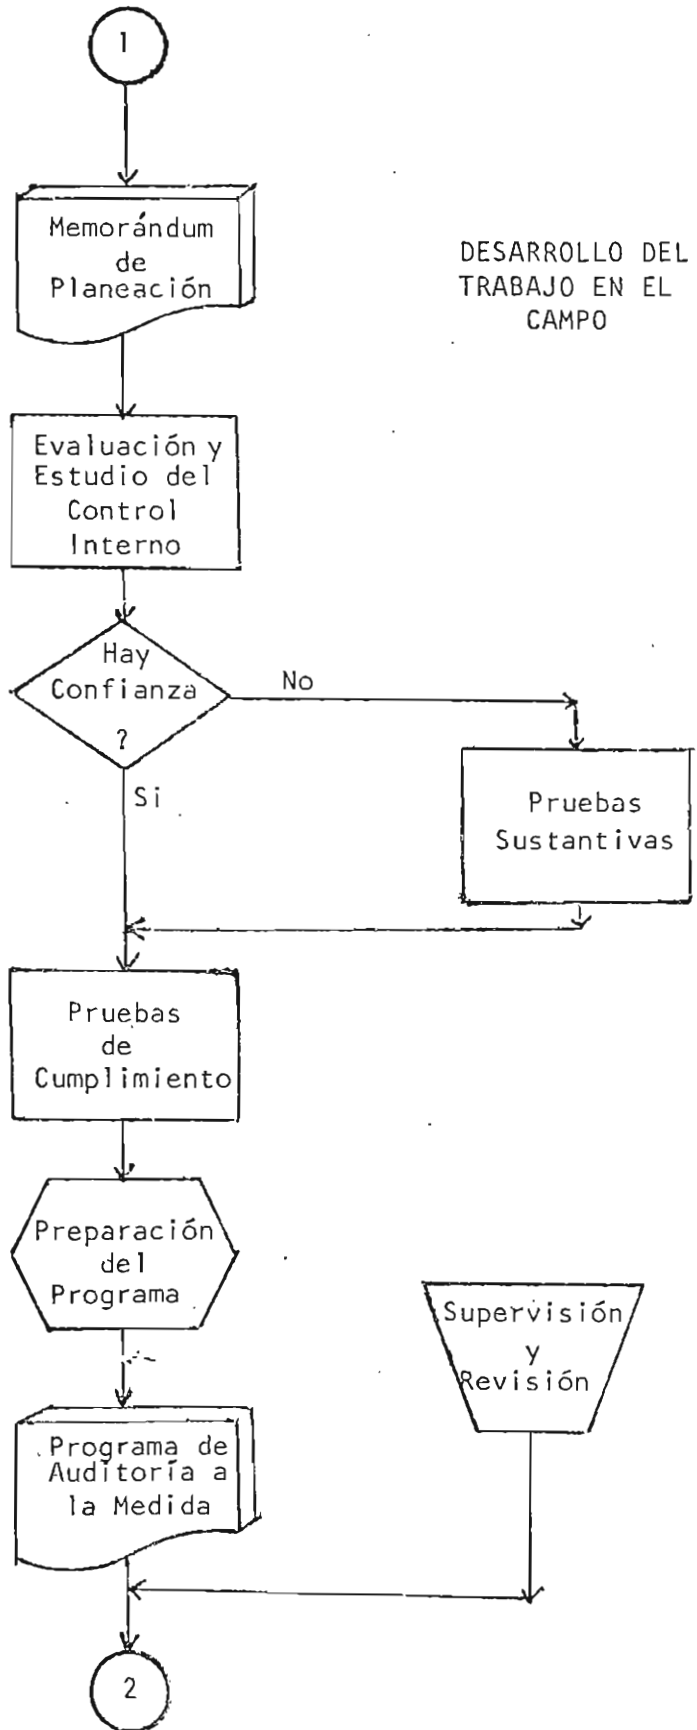 1
Memorándum
de
Planeación
DESARROLLO DEL
TRABAJO EN EL
CAMPO
Evaluación y
Estudio del
Control
Interno
Hay
Confianza
?
No
Si
Pruebas
Sustantivas
Pruebas
de
Cumplimiento
Preparación
del
Programa
Supervisión
y
Revisión
Programa de
Auditoría a
la Medida
2